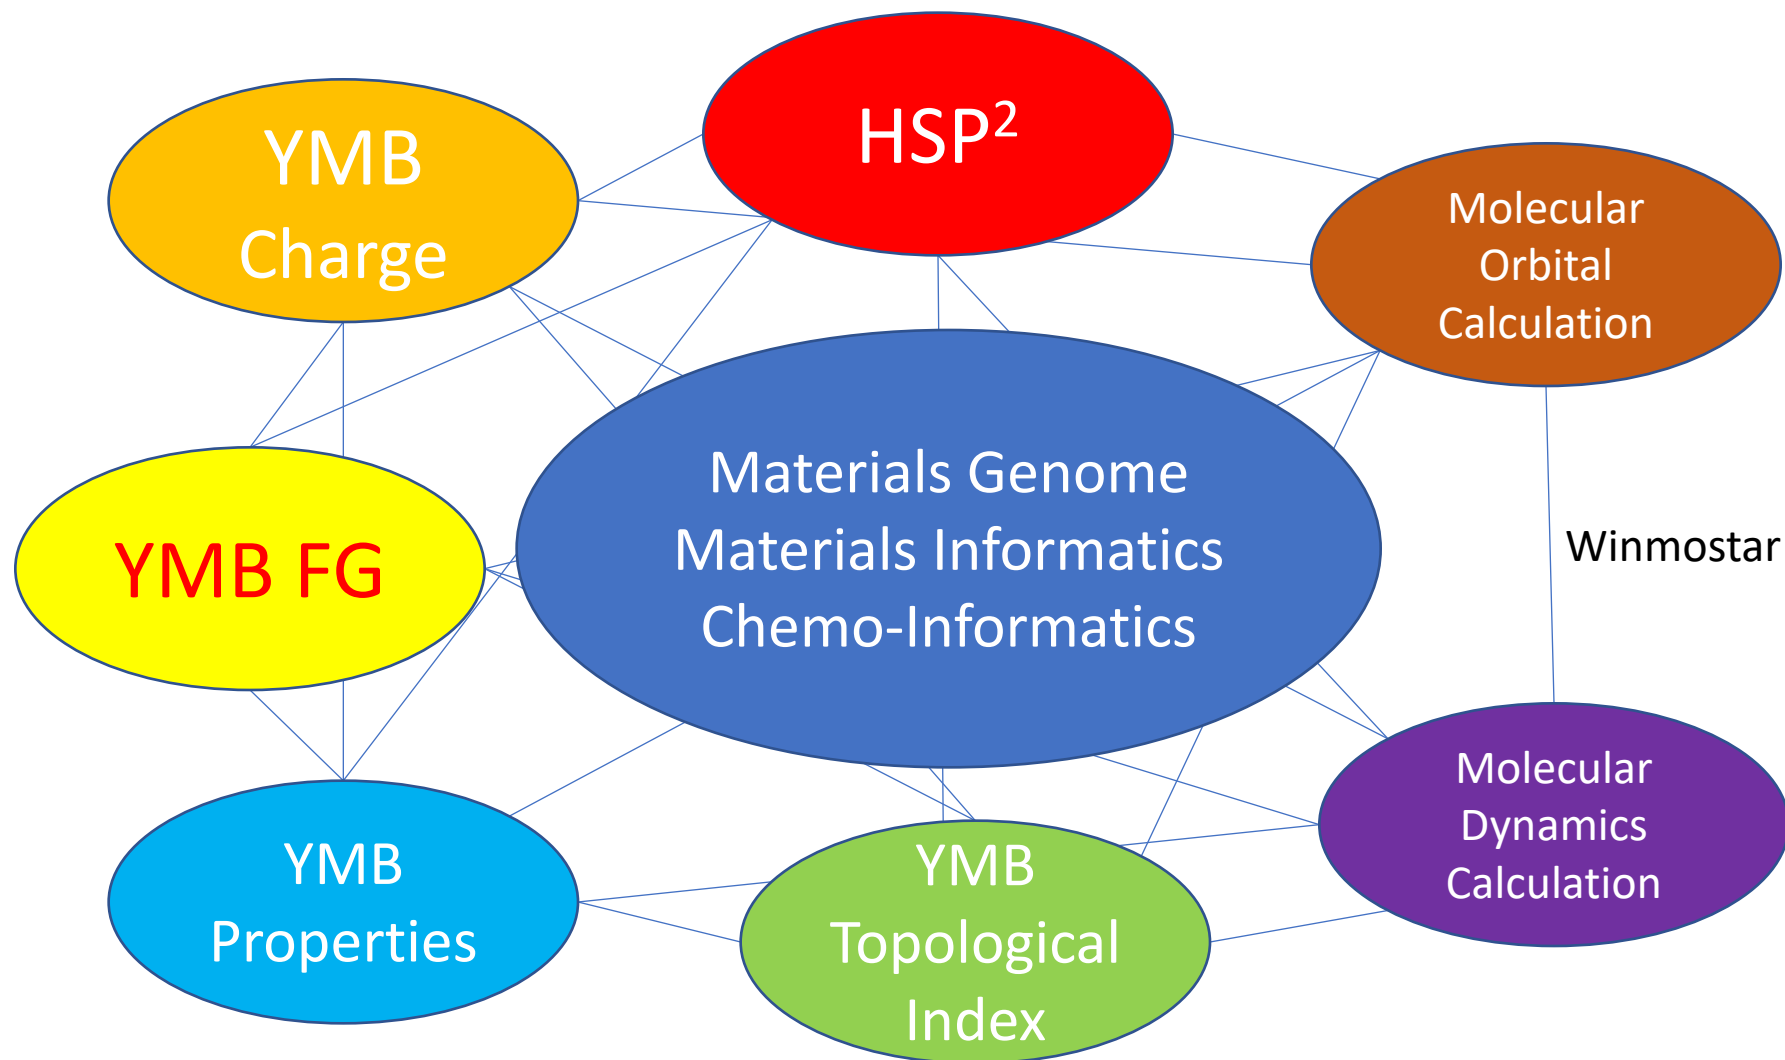 HSP²
YMB
Charge
Molecular
Orbital
Calculation
Materials Genome
Materials Informatics
Chemo-Informatics
YMB FG
Winmostar
YMB
Properties
YMB
Topological
Index
Molecular
Dynamics
Calculation